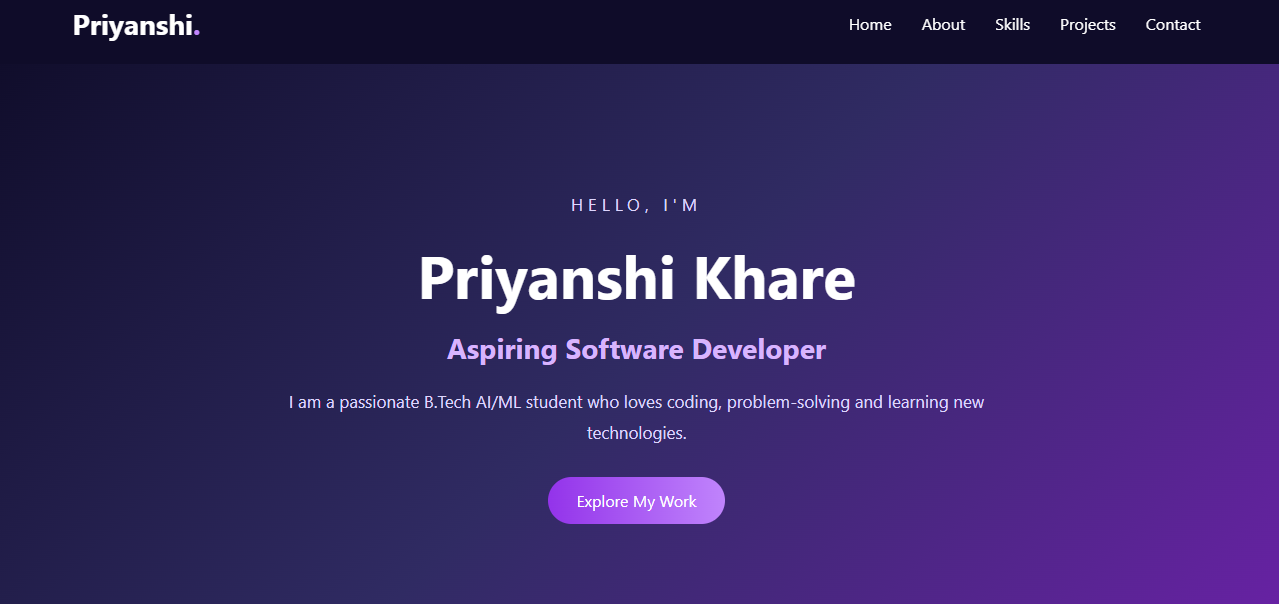 Priyanshi.
Home About Skills Projects Contact
HELLO, I'M
Priyanshi Khare
Aspiring Software Developer
I am a passionate B.Tech AI/ML student who loves coding, problem-solving and learning new
technologies.
Explore My Work